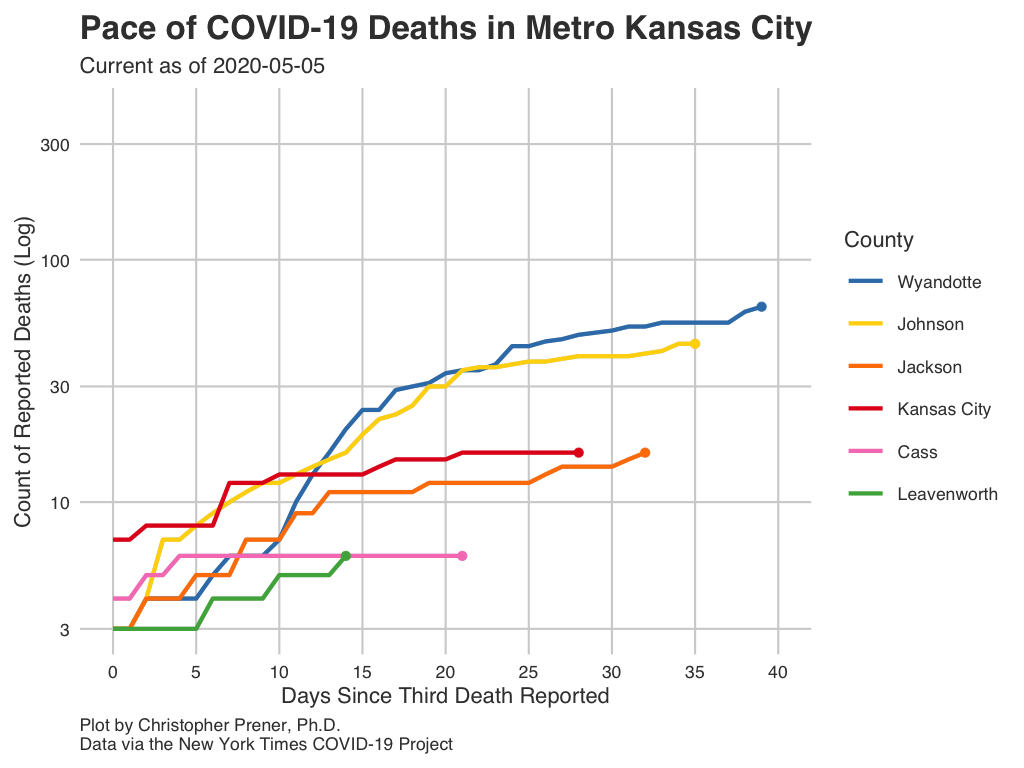 Pace of COVID-19 Deaths in Metro Kansas City
Current as of 2020-05-05
Count of Reported Deaths (Log)
300
100
30
10
3
0 5 10 15 20 25 30 35 40
Days Since Third Death Reported
County
Wyandotte
Johnson
Jackson
Kansas City
Cass
Leavenworth
Plot by Christopher Prener, Ph.D.
Data via the New York Times COVID-19 Project